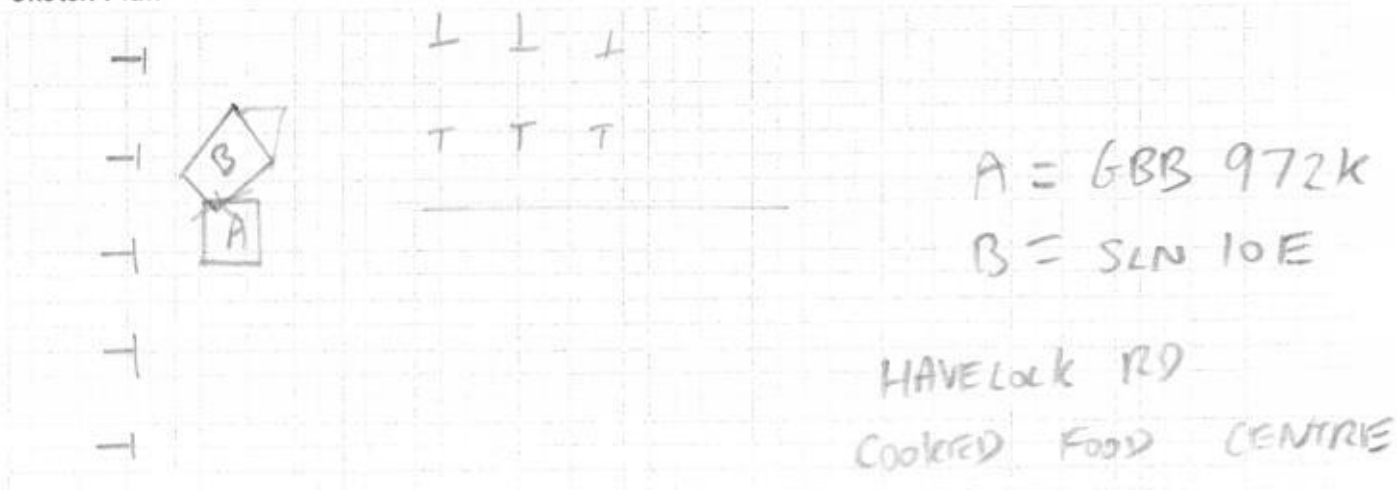 B
A
A = GBB 972K
B = SLN 10E
HAVELOCK RD
COOKED FOOD CENTRE